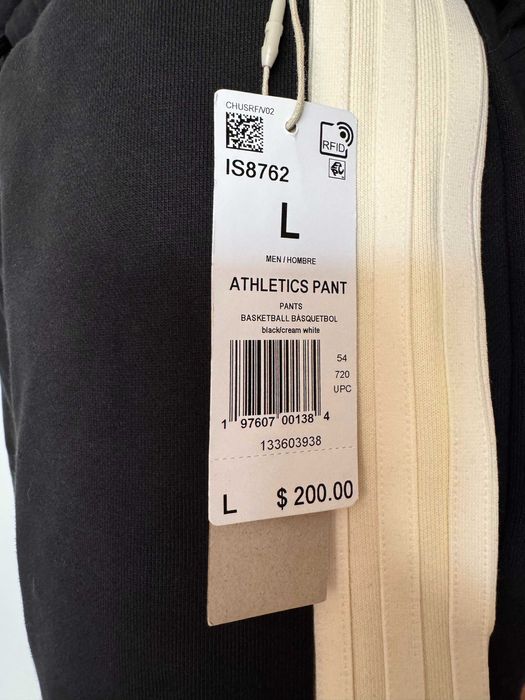 CHUSRF/V02
RFID
IS8762
L
MEN / HOMBRE
ATHLETICS PANT
PANTS
BASKETBALL BÁSQUETBOL
black/cream white
54
720
UPC
1 97607 00138 4
133603938
L $ 200.00